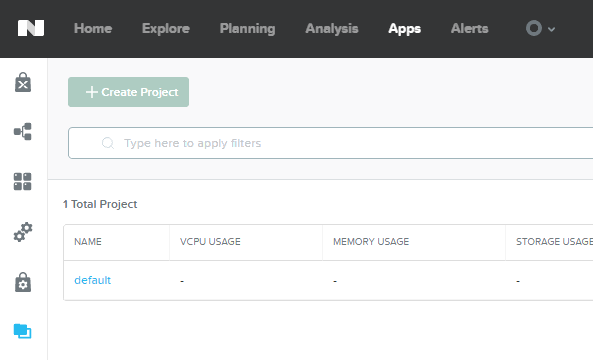 Home Explore Planning Analysis Apps Alerts
+ Create Project
Type here to apply filters
1 Total Project
NAME VCPU USAGE MEMORY USAGE STORAGE USAGE
default - - -